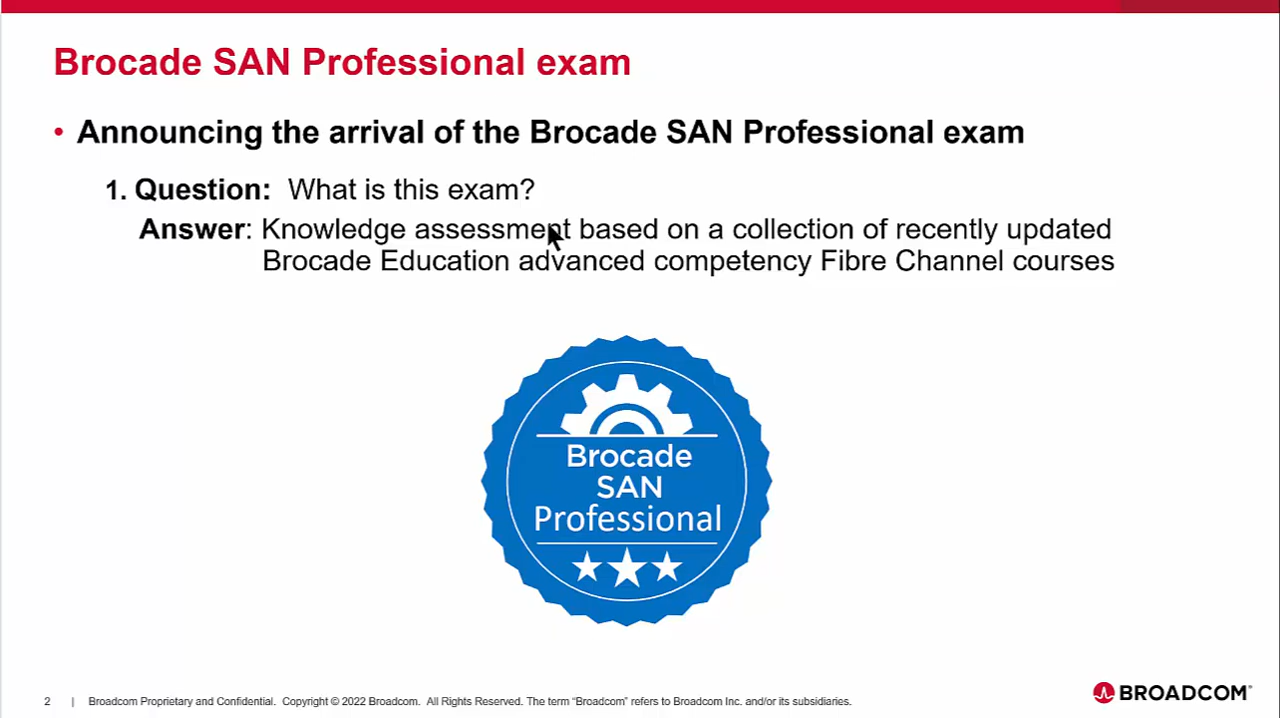 Brocade SAN Professional exam
• Announcing the arrival of the Brocade SAN Professional exam
1. Question: What is this exam?
Answer: Knowledge assessment based on a collection of recently updated
Brocade Education advanced competency Fibre Channel courses
Brocade
SAN
Professional
2 | Broadcom Proprietary and Confidential. Copyright © 2022 Broadcom. All Rights Reserved. The term “Broadcom” refers to Broadcom Inc. and/or its subsidiaries.
BROADCOM®